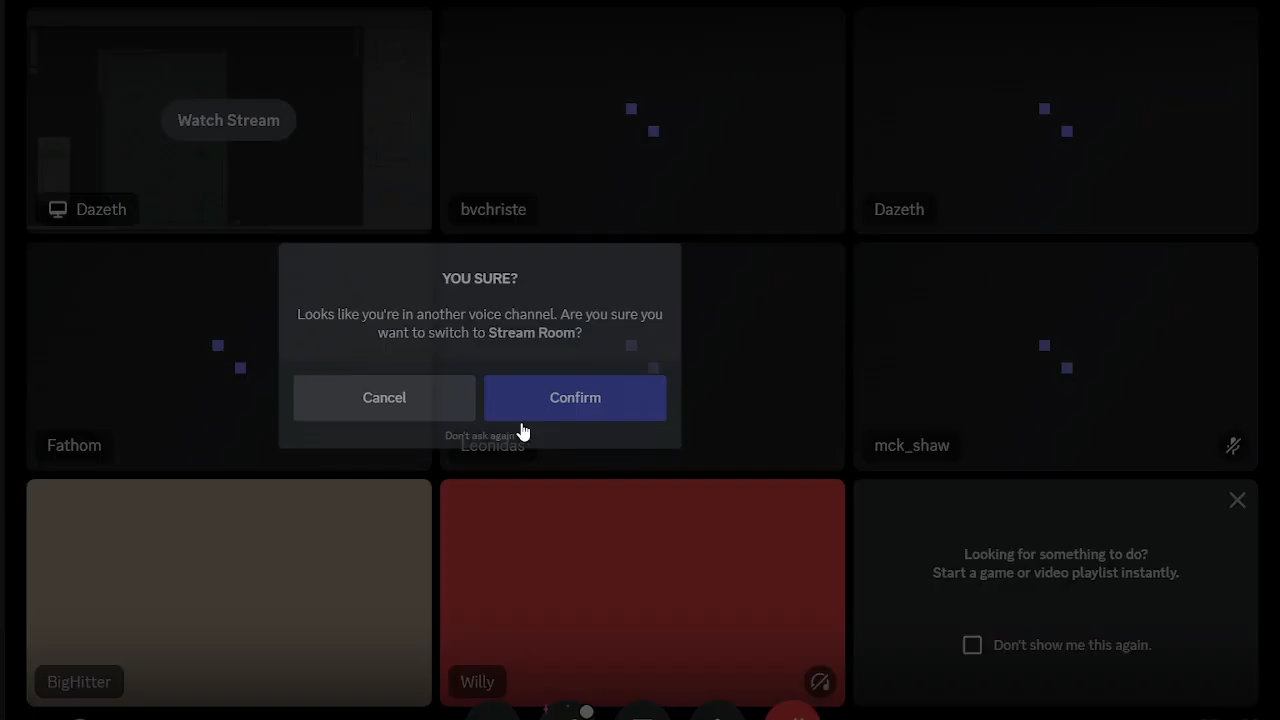 Watch Stream
Dazeth
bvchriste
Dazeth
YOU SURE?
Looks like you're in another voice channel. Are you sure you
want to switch to Stream Room?
Cancel
Confirm
Don't ask again
Fathom
Leonidas
mck_shaw
Looking for something to do?
Start a game or video playlist instantly.
Don't show me this again.
BigHitter
Willy